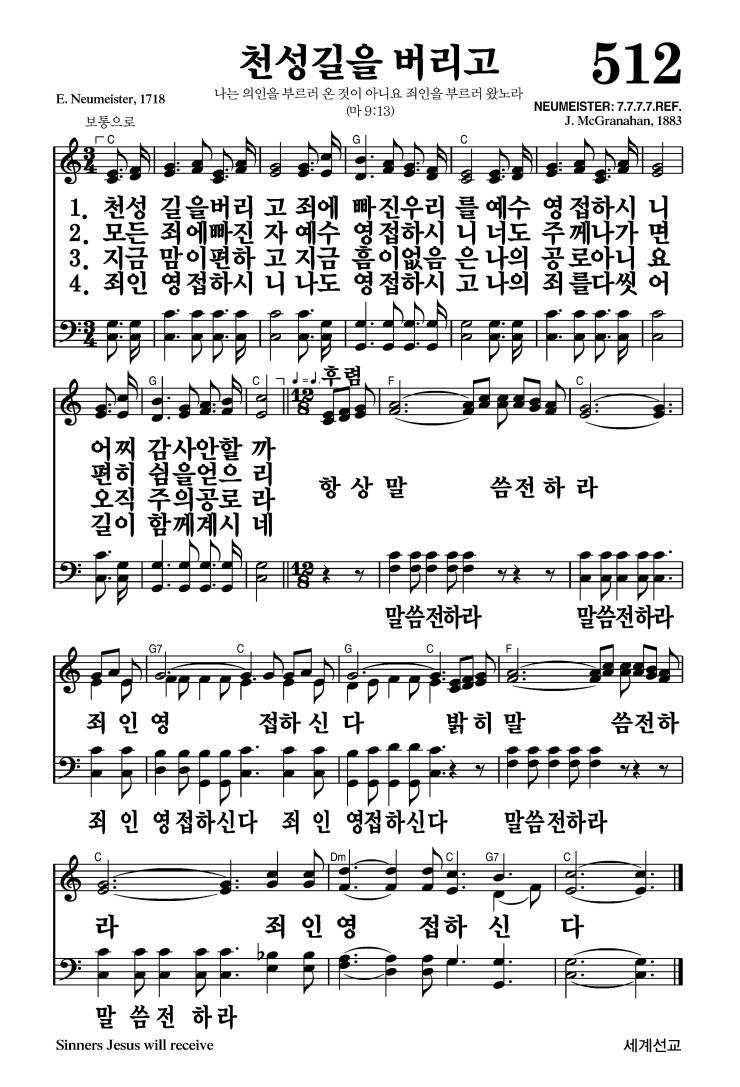 천성길을 버리고
512
E. Neumeister, 1718
나는 의인을 부르러 온 것이 아니요 죄인을 부르러 왔노라
(마 9:13)
NEUMEISTER: 7.7.7.7.REF.
J. McGranahan, 1883
보통으로
C G C G
1. 천성 길을버리 고 죄에 빠진우리 를 예수 영접하시 니
2. 모든 죄에빠진 자 예수 영접하시 니 너도 주께나가 면
3. 지금 맘이편하 고 지금 흠이없음 은 나의 공로아니 요
4. 죄인 영접하시 니 나도 영접하시 고 나의 죄를다씻 어
G C 후렴 F C
어찌 감사안할 까
편히 쉼을얻으 리
오직 주의공로 라
길이 함께계시 네
항 상 말 씀 전 하 라
말씀전하라 말씀전하라
G7 C G C F
죄 인 영 접하 신 다 밝 히 말 씀전하
죄 인 영접하신다 죄 인 영접하신다 말씀전하라
C Dm C G7 C
라 죄 인 영 접하 신 다
말 씀전 하라
Sinners Jesus will receive
세계선교